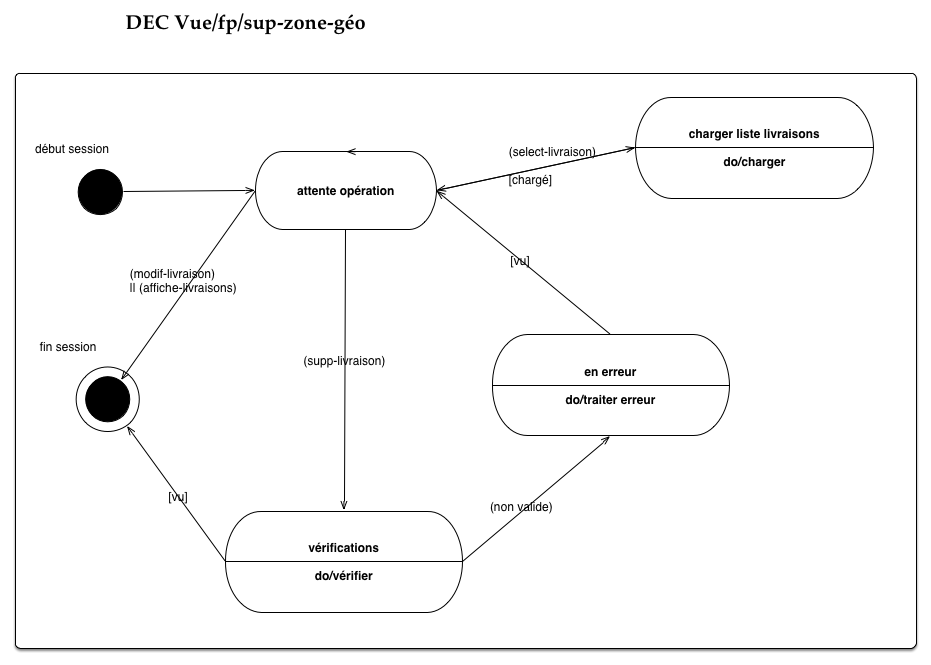 DEC Vue/fp/sup-zone-géo
début session
attente opération
(select-livraison)
[chargé]
charger liste livraisons
do/charger
(modif-livraison)
|| (affiche-livraisons)
[vu]
fin session
(supp-livraison)
en erreur
do/traiter erreur
[vu]
(non valide)
vérifications
do/vérifier